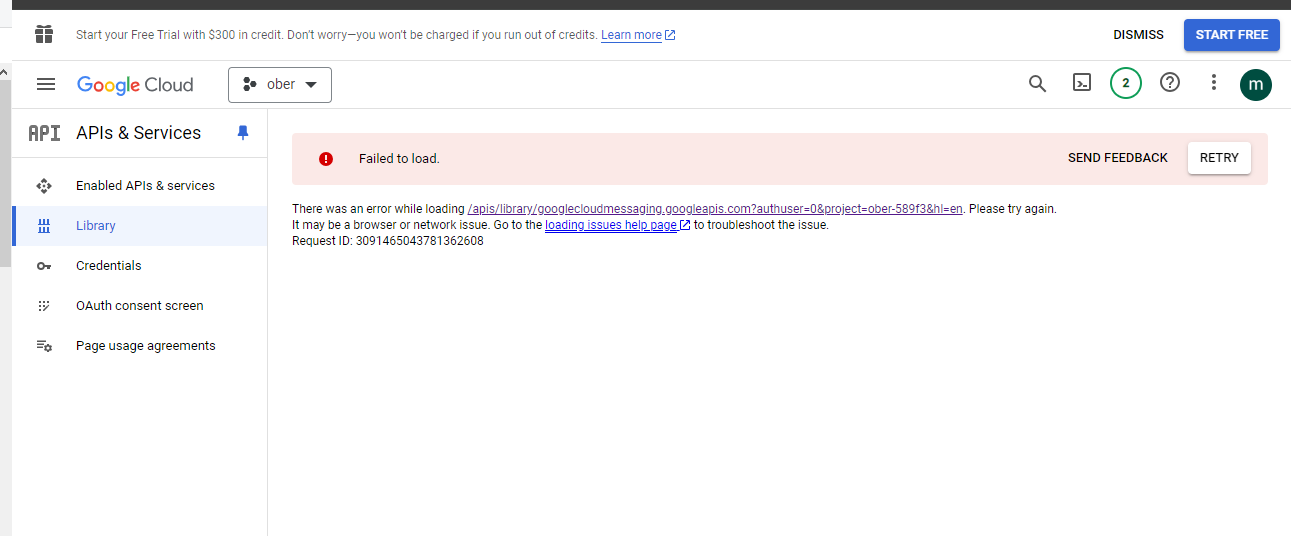 Start your Free Trial with $300 in credit. Don't worry—you won't be charged if you run out of credits. Learn more
DISMISS
START FREE
Google Cloud
ober
2
m
API APIs & Services
Enabled APIs & services
Library
Credentials
OAuth consent screen
Page usage agreements
Failed to load.
SEND FEEDBACK
RETRY
There was an error while loading /apis/library/googlecloudmessaging.googleapis.com?authuser=0&project=ober-589f3&hl=en. Please try again.
It may be a browser or network issue. Go to the loading issues help page to troubleshoot the issue.
Request ID: 3091465043781362608